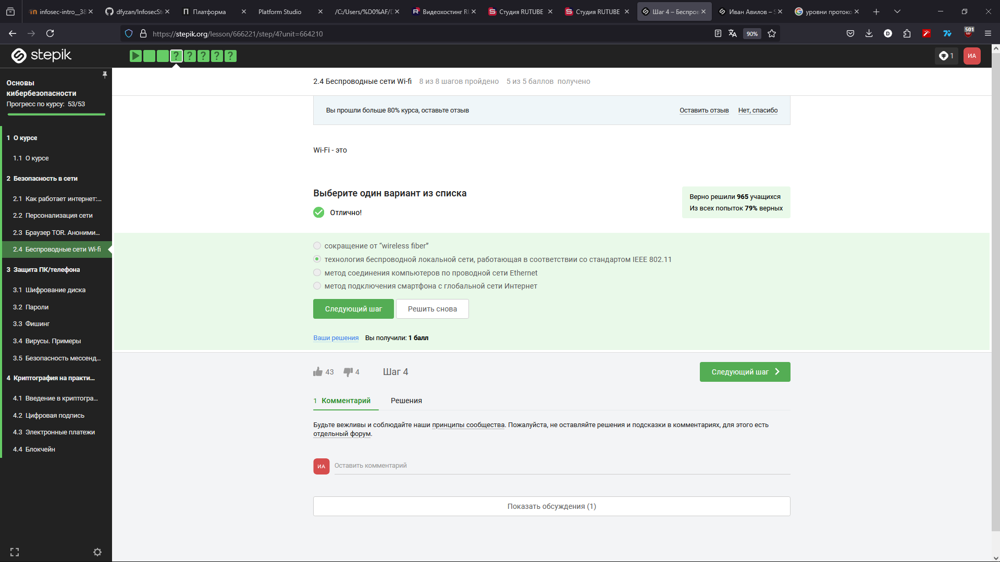 infosec-intro__38
dfyzan/InfosecSt
Платформа
Platform Studio
/C:/Users/%D0%AF/D
Видеохостинг RU
Студия RUTUBE
Студия RUTUBE
Шаг 4 – Беспров
Иван Авилов – S
уровни протоко
https://stepik.org/lesson/666221/step/4?unit=664210
90%
501
stepik
? ? ? ? ?
1
ИА
Основы
кибербезопасности
Прогресс по курсу: 53/53
1 О курсе
1.1 О курсе
2 Безопасность в сети
2.1 Как работает интернет:...
2.2 Персонализация сети
2.3 Браузер TOR. Аноними...
2.4 Беспроводные сети Wi-fi
3 Защита ПК/телефона
3.1 Шифрование диска
3.2 Пароли
3.3 Фишинг
3.4 Вирусы. Примеры
3.5 Безопасность мессенд...
4 Криптография на практи...
4.1 Введение в криптогра...
4.2 Цифровая подпись
4.3 Электронные платежи
4.4 Блокчейн
2.4 Беспроводные сети Wi-fi 8 из 8 шагов пройдено 5 из 5 баллов получено
Вы прошли больше 80% курса, оставьте отзыв Оставить отзыв Нет, спасибо
Wi-Fi - это
Выберите один вариант из списка
Отлично!
Верно решили 965 учащихся
Из всех попыток 79% верных
сокращение от “wireless fiber”
технология беспроводной локальной сети, работающая в соответствии со стандартом IEEE 802.11
метод соединения компьютеров по проводной сети Ethernet
метод подключения смартфона с глобальной сети Интернет
Следующий шаг Решить снова
Ваши решения Вы получили: 1 балл
43 4 Шаг 4 Следующий шаг
1 Комментарий Решения
Будьте вежливы и соблюдайте наши принципы сообщества. Пожалуйста, не оставляйте решения и подсказки в комментариях, для этого есть
отдельный форум.
ИА Оставить комментарий
Показать обсуждения (1)